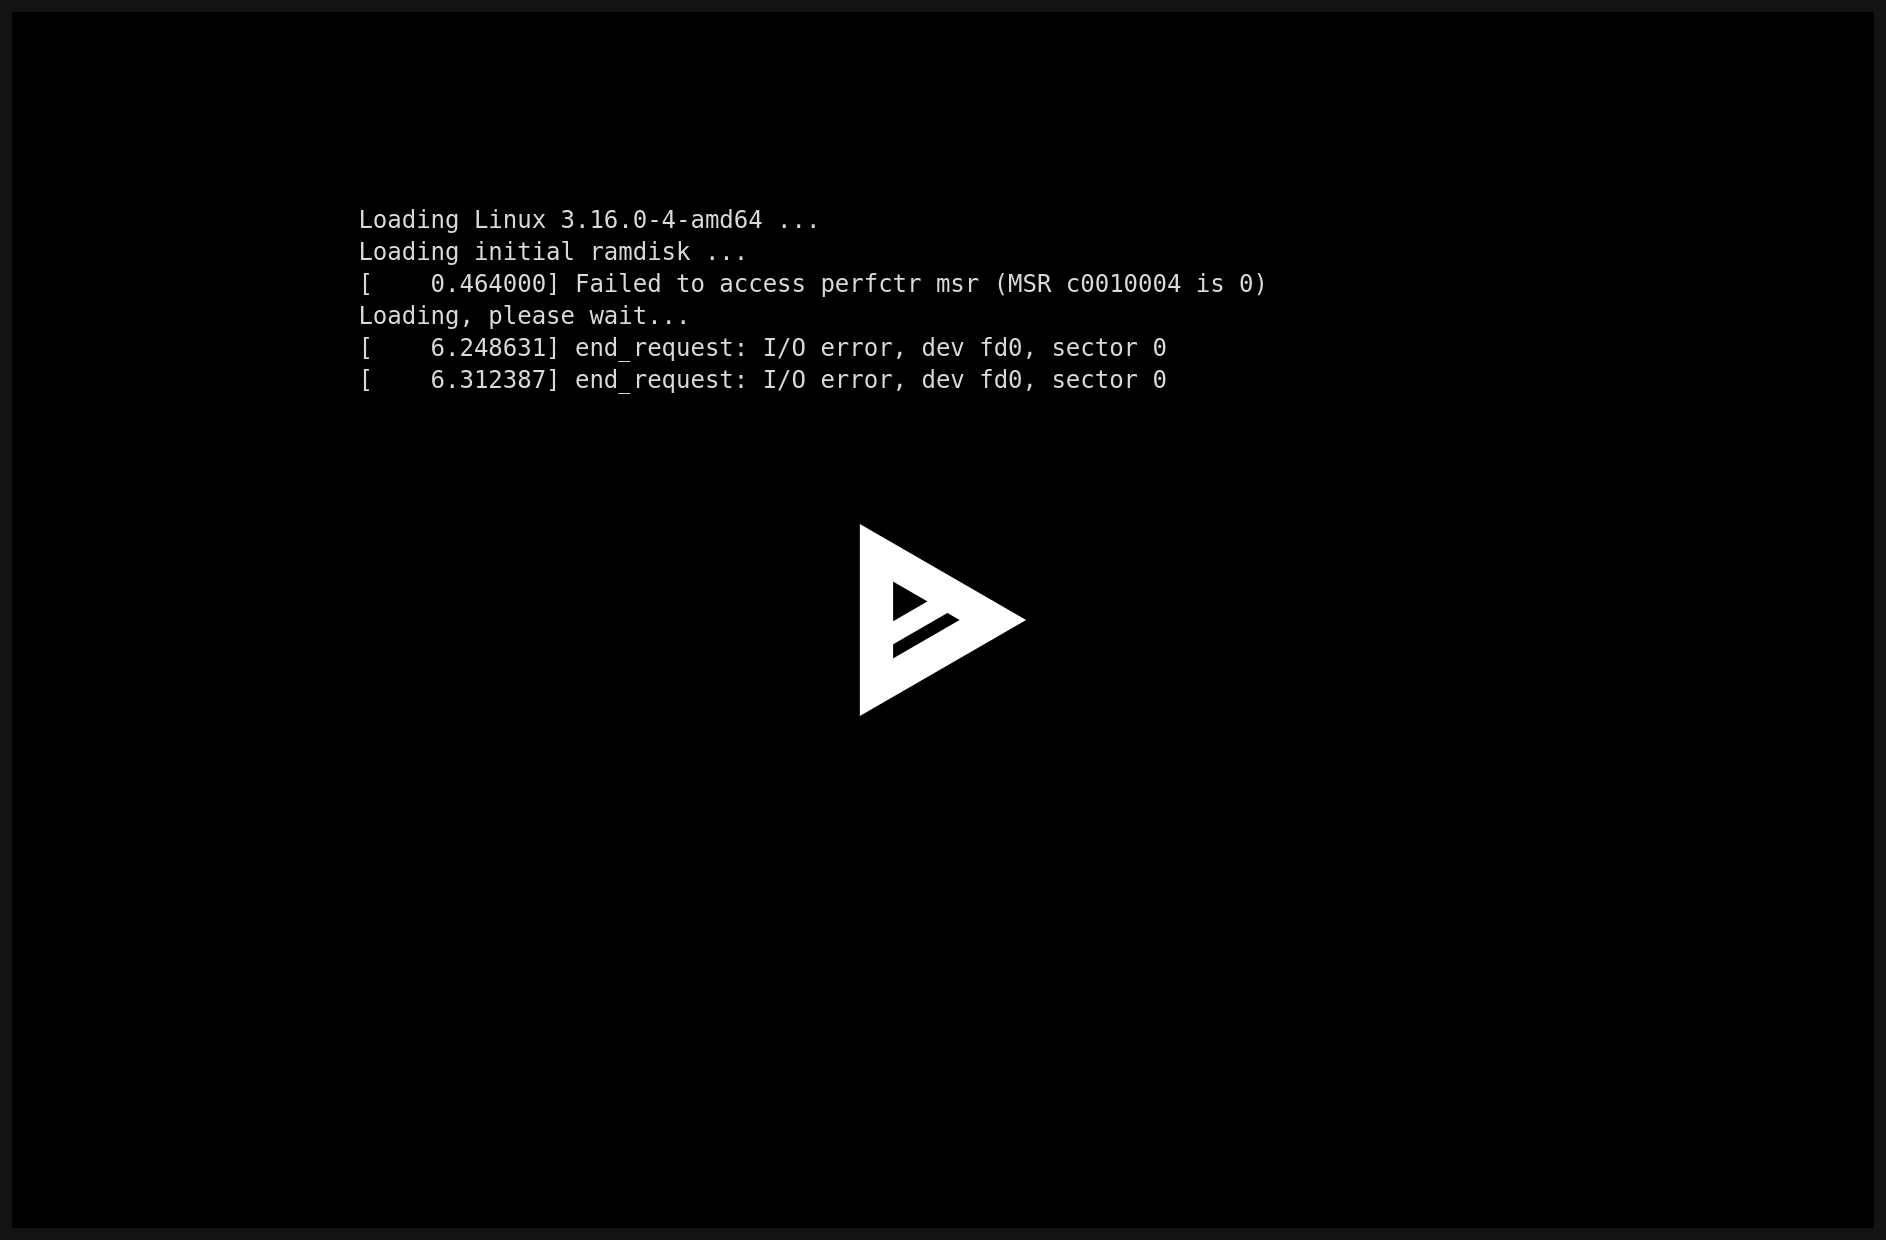 Loading Linux 3.16.0-4-amd64 ...
Loading initial ramdisk ...
[    0.464000] Failed to access perfctr msr (MSR c0010004 is 0)
Loading, please wait...
[    6.248631] end_request: I/O error, dev fd0, sector 0
[    6.312387] end_request: I/O error, dev fd0, sector 0